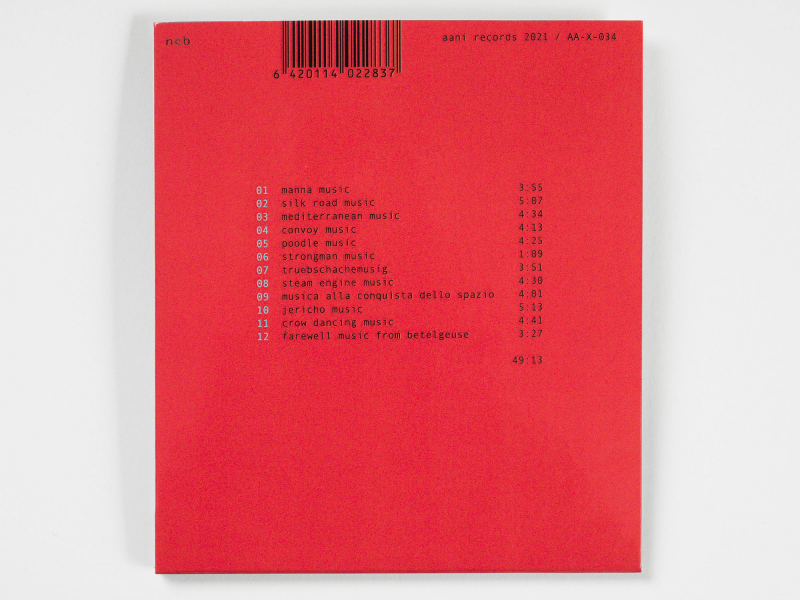 ncb
aani records 2021 / AA-X-034
6 420114 022837
01 manna music 3:55
02 silk road music 5:07
03 mediterranean music 4:34
04 convoy music 4:13
05 poodle music 4:25
06 strongman music 1:09
07 truebschachemusig 3:51
08 steam engine music 4:30
09 musica alla conquista dello spazio 4:01
10 jericho music 5:13
11 crow dancing music 4:41
12 farewell music from betelgeuse 3:27
49:13